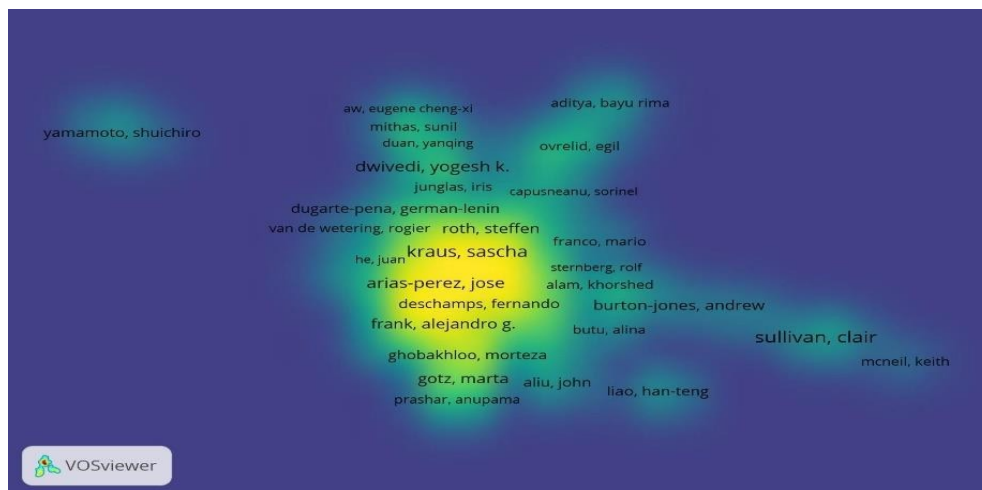 aw, eugene cheng-xi
aditya, bayu rima
mithas, sunil
yamamoto, shuichiro
duan, yanqing
ovrelid, egil
dwivedi, yogesh k.
junglas, iris
capusneanu, sorinel
dugarte-pena, german-lenin
van de wetering, rogier
roth, steffen
kraus, sascha
franco, mario
he, juan
sternberg, rolf
arias-perez, jose
alam, khorshed
deschamps, fernando
burton-jones, andrew
frank, alejandro g.
butu, alina
sullivan, clair
ghobakhloo, morteza
mcneil, keith
gotz, marta
aliu, john
liao, han-teng
prashar, anupama
VOSviewer